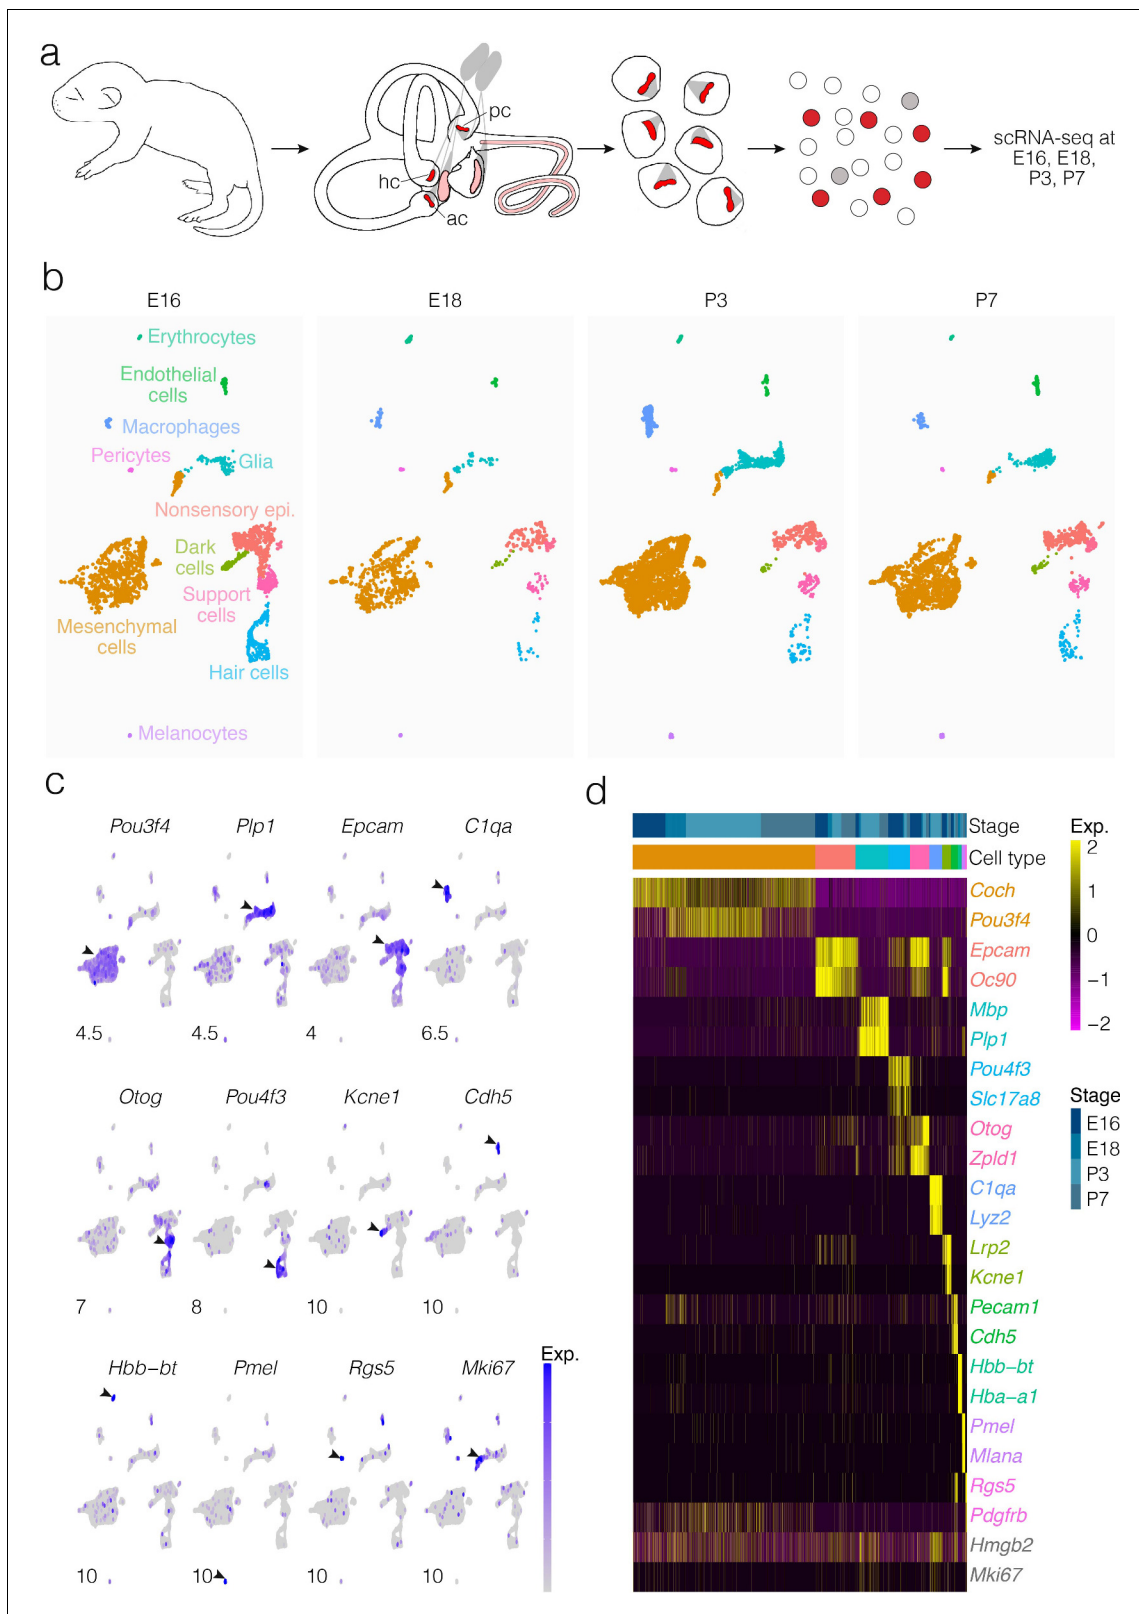 a
pc
hc
ac
scRNA-seq at
E16, E18,
P3, P7
b
E16
E18
P3
P7
Erythrocytes
Endothelial
cells
Macrophages
Pericytes
Glia
Nonsensory epi.
Dark
cells
Support
cells
Mesenchymal
cells
Hair cells
Melanocytes
c
Pou3f4
Plp1
Epcam
C1qa
4.5
4.5
4
6.5
Otog
Pou4f3
Kcne1
Cdh5
7
8
10
10
Exp.
Hbb-bt
Pmel
Rgs5
Mki67
10
10
10
10
d
Stage
Cell type
Coch
Pou3f4
Epcam
Oc90
Mbp
Plp1
Pou4f3
Slc17a8
Otog
Zpld1
C1qa
Lyz2
Lrp2
Kcne1
Pecam1
Cdh5
Hbb-bt
Hba-a1
Pmel
Mlana
Rgs5
Pdgfrb
Hmgb2
Mki67
Exp.
2
1
0
-1
-2
Stage
E16
E18
P3
P7